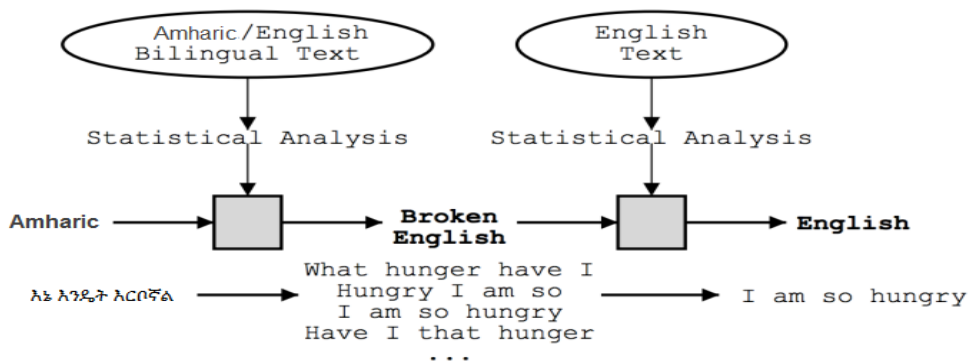 Amharic/English
Bilingual Text
English
Text
Statistical Analysis
Statistical Analysis
Amharic
Broken
English
English
እኔ እንዴት እርቦኛል
What hunger have I
Hungry I am so
I am so hungry
Have I that hunger
...
I am so hungry